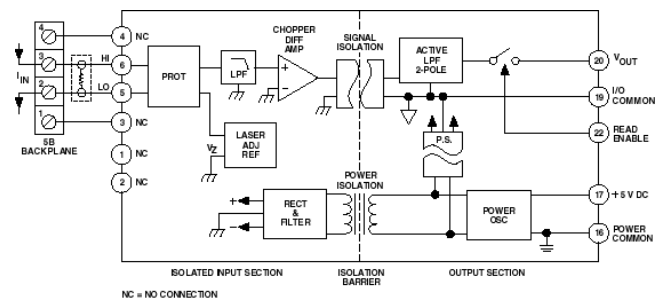 4
3
2
1
I IN
5B
BACKPLANE
4
NC
6
HI
5
LO
3
NC
1
NC
2
NC
PROT
LPF
CHOPPER
DIFF
AMP
+
−
VZ
LASER
ADJ
REF
SIGNAL
ISOLATION
ACTIVE
LPF
2-POLE
20
VOUT
19
I/O
COMMON
22
READ
ENABLE
P.S.
POWER
ISOLATION
+
−
RECT
&
FILTER
POWER
OSC
17
+5V DC
16
POWER
COMMON
ISOLATED INPUT SECTION
ISOLATION
BARRIER
OUTPUT SECTION
NC = NO CONNECTION